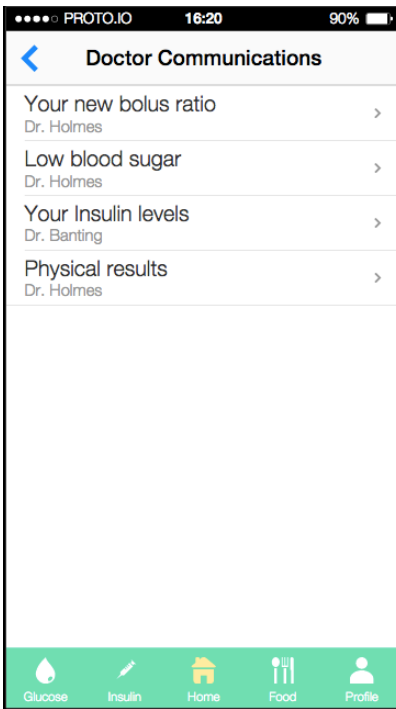 PROTO.IO 16:20 90%
Doctor Communications
Your new bolus ratio
Dr. Holmes
Low blood sugar
Dr. Holmes
Your Insulin levels
Dr. Banting
Physical results
Dr. Holmes
Glucose Insulin Home Food Profile